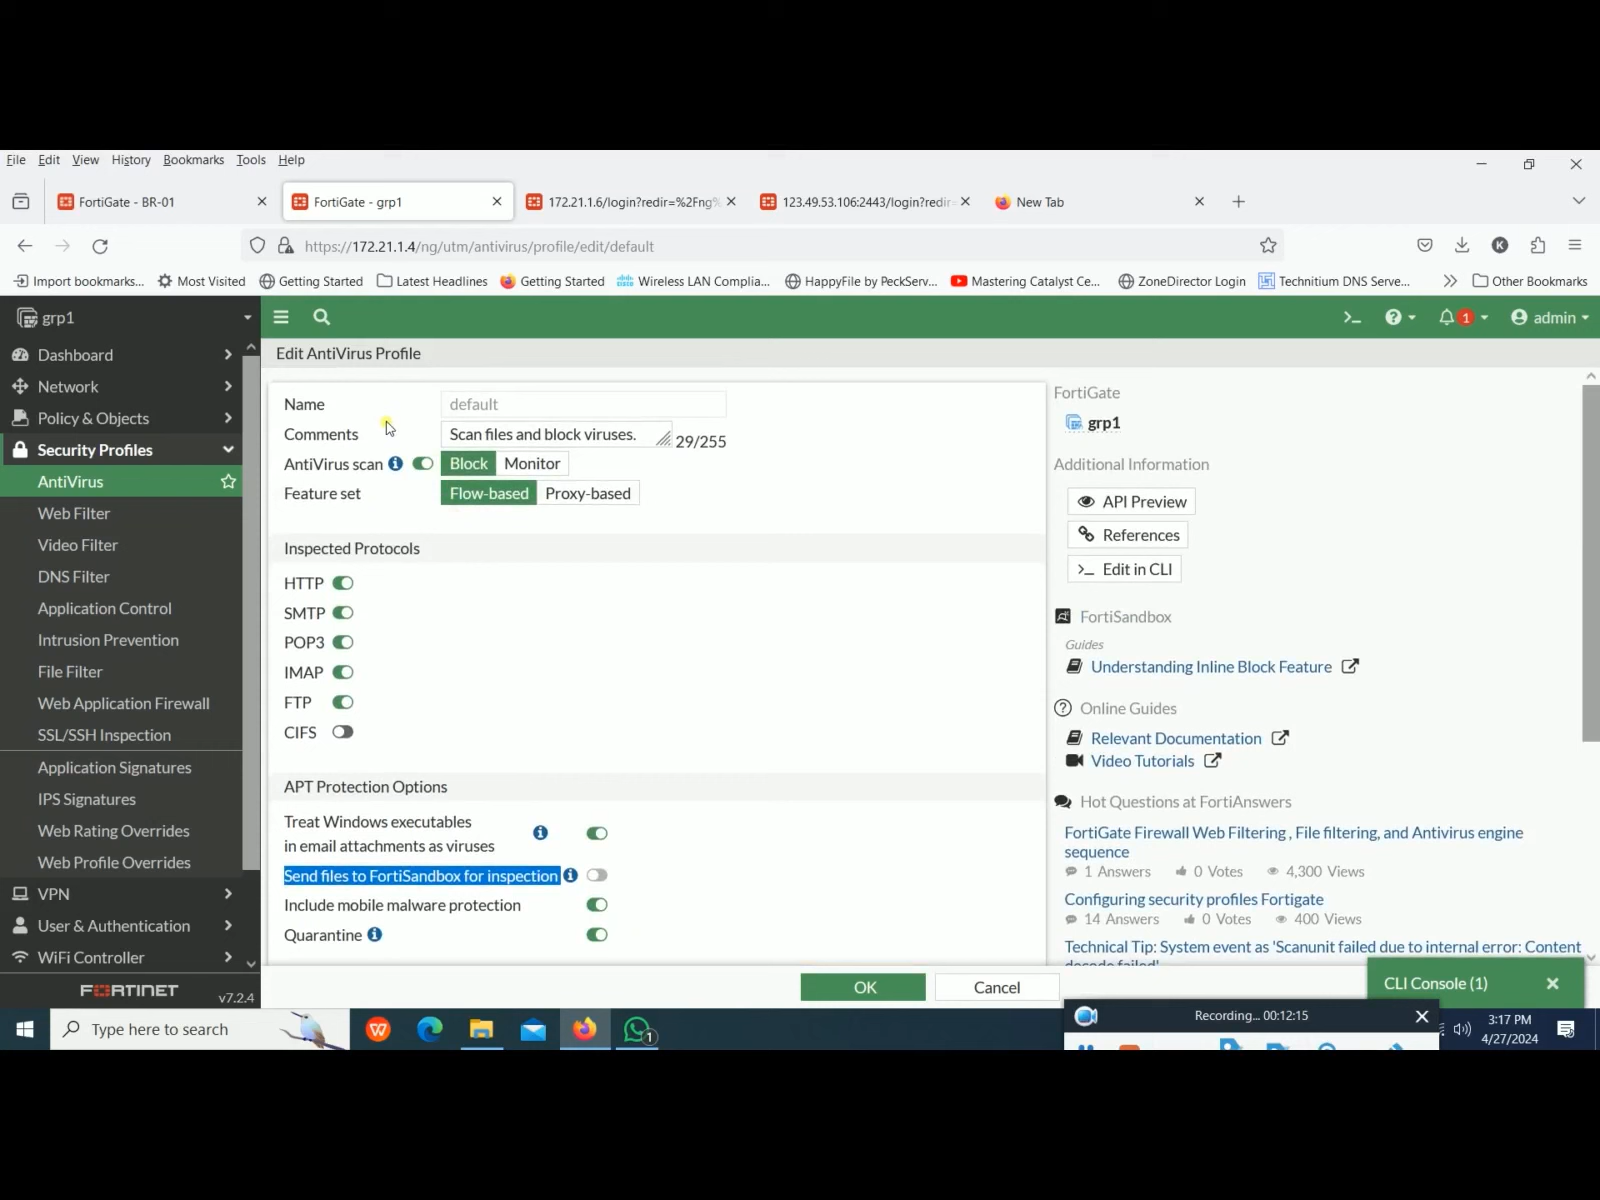 File Edit View History Bookmarks Tools Help
FortiGate - BR-01
FortiGate - grp1
172.21.1.6/login?redir=%2Fng%
123.49.53.106:2443/login?redir=
New Tab
https://172.21.1.4/ng/utm/antivirus/profile/edit/default
K
Import bookmarks... Most Visited Getting Started Latest Headlines Getting Started Wireless LAN Complia... HappyFile by PeckServ... Mastering Catalyst Ce... ZoneDirector Login Technitium DNS Serve... Other Bookmarks
grp1
1
admin
Dashboard
Network
Policy & Objects
Security Profiles
AntiVirus
Web Filter
Video Filter
DNS Filter
Application Control
Intrusion Prevention
File Filter
Web Application Firewall
SSL/SSH Inspection
Application Signatures
IPS Signatures
Web Rating Overrides
Web Profile Overrides
VPN
User & Authentication
WiFi Controller
FORTINET v7.2.4
Edit AntiVirus Profile
Name default
Comments Scan files and block viruses. 29/255
AntiVirus scan Block Monitor
Feature set Flow-based Proxy-based
Inspected Protocols
HTTP
SMTP
POP3
IMAP
FTP
CIFS
APT Protection Options
Treat Windows executables
in email attachments as viruses
Send files to FortiSandbox for inspection
Include mobile malware protection
Quarantine
OK Cancel
FortiGate
grp1
Additional Information
API Preview
References
Edit in CLI
FortiSandbox
Guides
Understanding Inline Block Feature
Online Guides
Relevant Documentation
Video Tutorials
Hot Questions at FortiAnswers
FortiGate Firewall Web Filtering , File filtering, and Antivirus engine
sequence
1 Answers 0 Votes 4,300 Views
Configuring security profiles Fortigate
14 Answers 0 Votes 400 Views
Technical Tip: System event as 'Scanunit failed due to internal error: Content
decode failed'
CLI Console (1)
Type here to search
W
1
Recording... 00:12:15
3:17 PM
4/27/2024